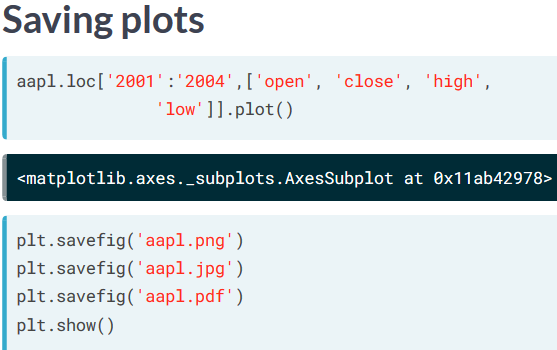 Saving plots
aapl.loc['2001':'2004',['open', 'close', 'high',
'low']].plot()
<matplotlib.axes._subplots.AxesSubplot at 0x11ab42978>
plt.savefig('aapl.png')
plt.savefig('aapl.jpg')
plt.savefig('aapl.pdf')
plt.show()